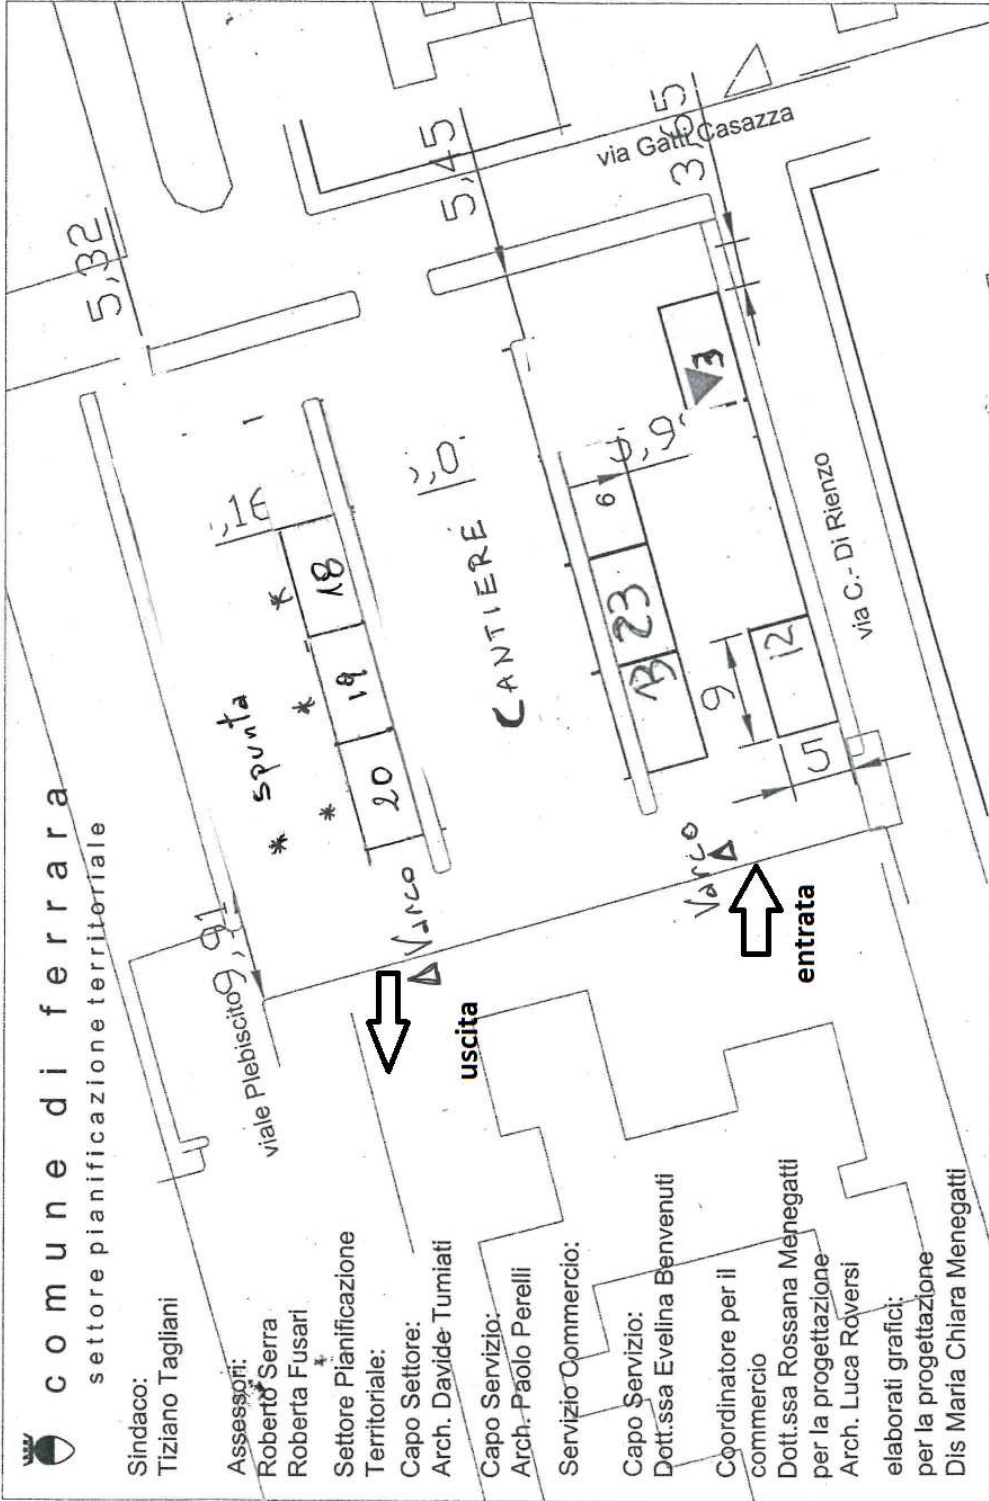 comune di ferrara
settore pianificazione territoriale
Sindaco:
Tiziano Tagliani
Assessori:
Roberto Serra
Roberta Fusari
Settore Pianificazione
Territoriale:
Capo Settore:
Arch. Davide Tumiati
Capo Servizio:
Arch. Paolo Perelli
Servizio Commercio:
Capo Servizio:
Dott.ssa Evelina Benvenuti
Coordinatore per il
commercio
Dott.ssa Rossana Menegatti
per la progettazione
Arch. Luca Roversi
elaborati grafici:
per la progettazione
Dis Maria Chiara Menegatti
viale Plebiscito
9,91
5,32
* spunta
* * *
20 19 18
uscita
Varco
CANTIERE
5,45
via Gatti Casazza
3,65
13 23 6
9
12
5
3
Varco
entrata
via C.- Di Rienzo